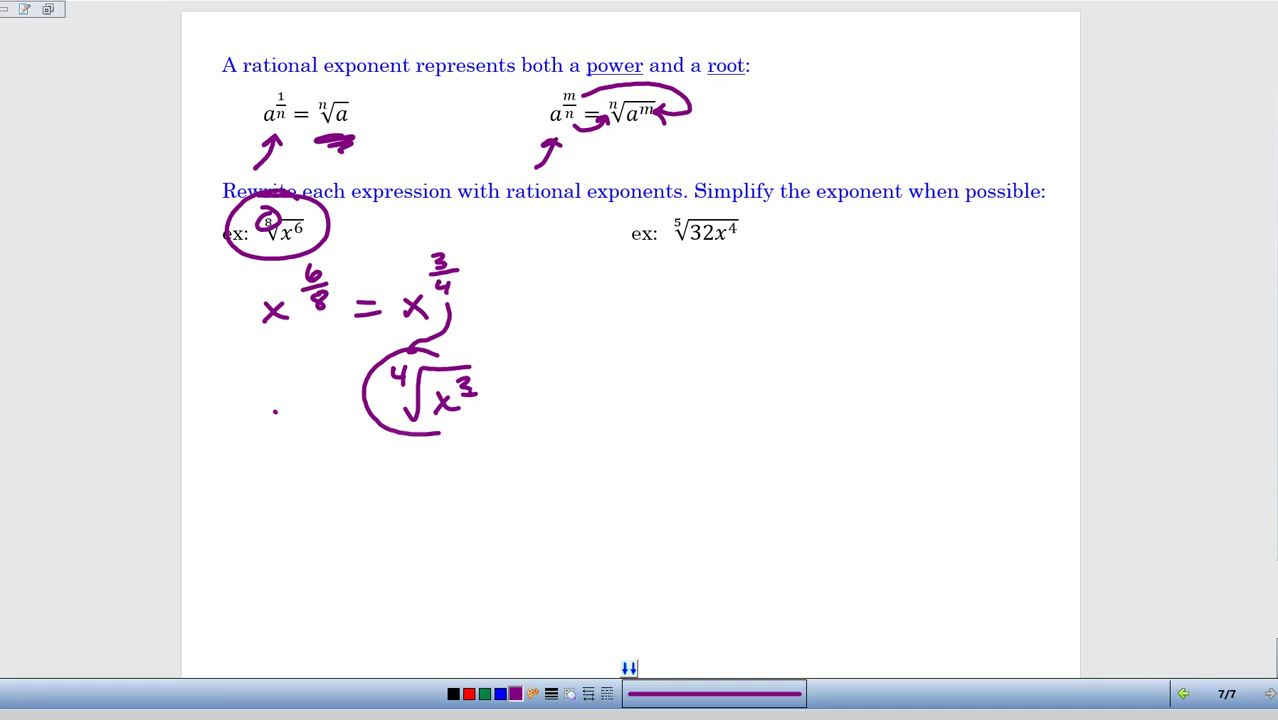 A rational exponent represents both a power and a root:
a^(1/n) = ⁿ√a    a^(m/n) = ⁿ√(a^m)
Rewrite each expression with rational exponents. Simplify the exponent when possible:
ex: ⁸√(x⁶)    ex: ⁵√(32x⁴)
x^(6/8) = x^(3/4)
⁴√(x³)
7/7